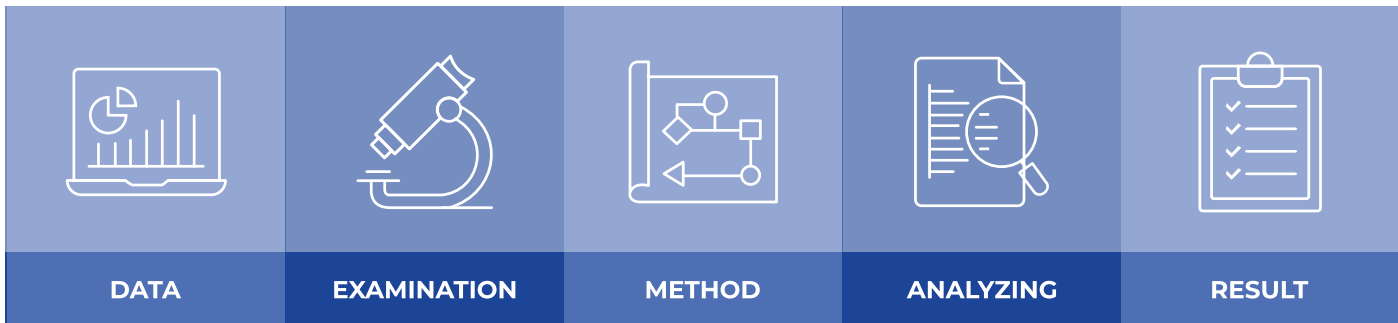 DATA
EXAMINATION
METHOD
ANALYZING
RESULT